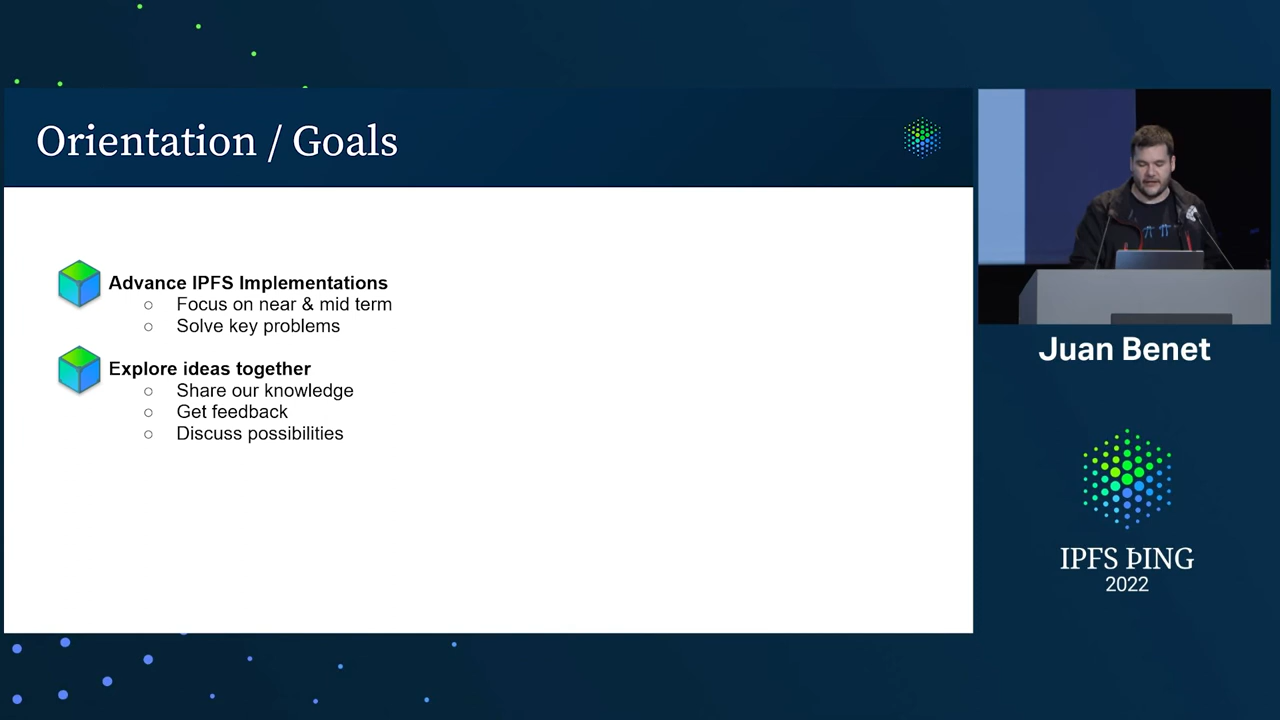 Orientation / Goals
Advance IPFS Implementations
○ Focus on near & mid term
○ Solve key problems
Explore ideas together
○ Share our knowledge
○ Get feedback
○ Discuss possibilities
Juan Benet
IPFS ÞING
2022